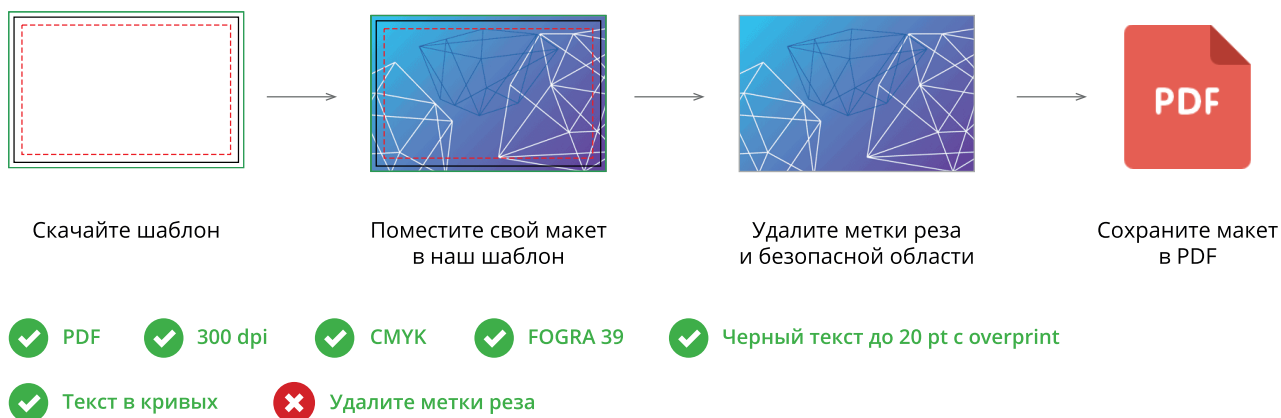 PDF
Скачайте шаблон
Поместите свой макет
в наш шаблон
Удалите метки реза
и безопасной области
Сохраните макет
в PDF
PDF
300 dpi
CMYK
FOGRA 39
Черный текст до 20 pt с overprint
Текст в кривых
Удалите метки реза